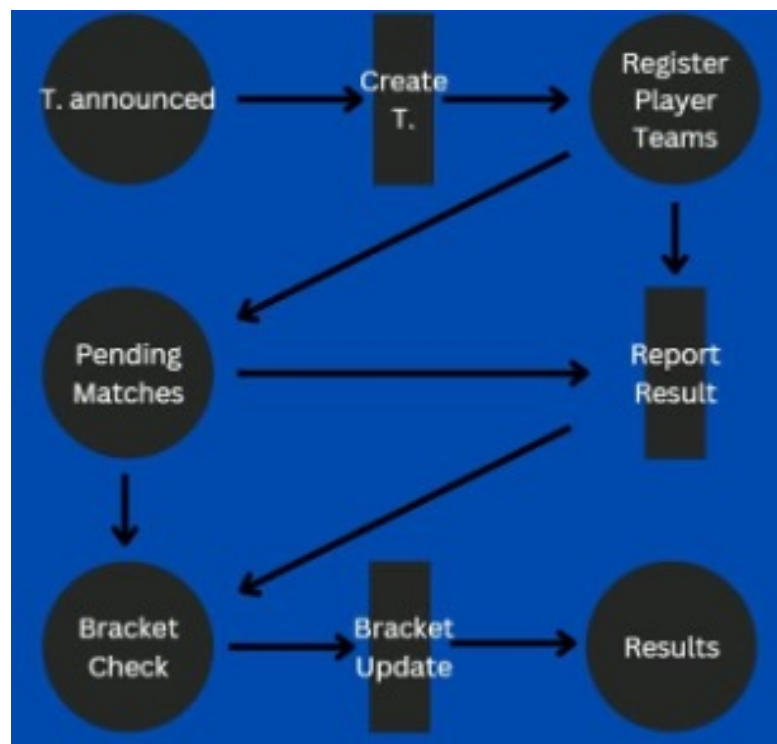 T. announced
Create
T.
Register
Player
Teams
Pending
Matches
Report
Result
Bracket
Check
Bracket
Update
Results